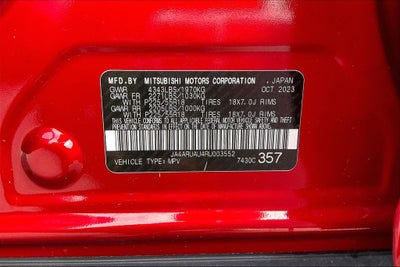 MFD.BY MITSUBISHI MOTORS CORPORATION ,JAPAN
GVWR 4343LBS/1970KG OCT 2023
GAWR FR 2271LBS/1030KG
WITH P225/55R18 TIRES 18X7.0J RIMS
GAWR RR 2205LBS/1000KG
WITH P225/55R18 TIRES 18X7.0J RIMS
THIS VEHICLE CONFORMS TO ALL APPLICABLE
FEDERAL MOTOR VEHICLE SAFETY AND THEFT
PREVENTION STANDARDS IN EFFECT ON THE
DATE OF MANUFACTURE SHOWN ABOVE.
JA4ARUAU4RU003552
VEHICLE TYPE:MPV 7430C 357